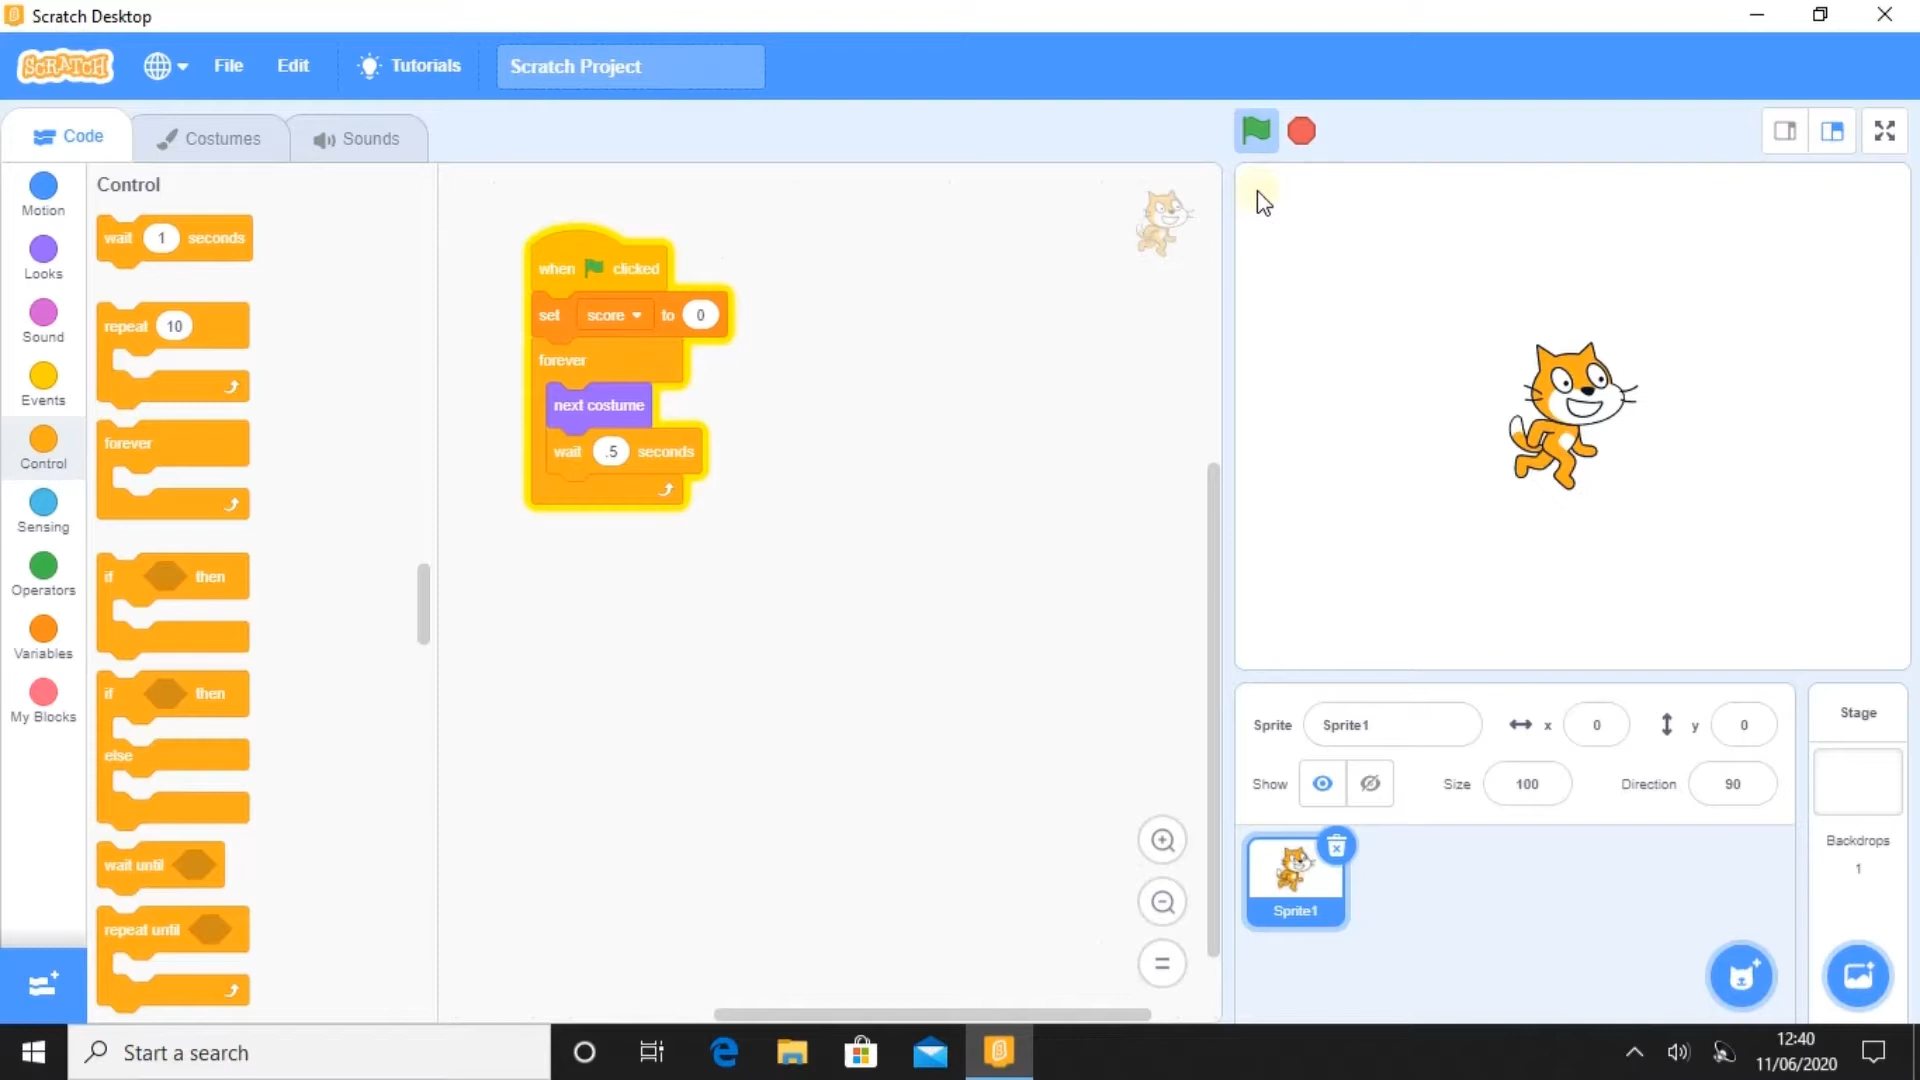 Scratch Desktop
SCRATCH
File
Edit
Tutorials
Scratch Project
Code
Costumes
Sounds
Motion
Looks
Sound
Events
Control
Sensing
Operators
Variables
My Blocks
Control
wait 1 seconds
repeat 10
forever
if then
if then
else
wait until
repeat until
when clicked
set score to 0
forever
next costume
wait .5 seconds
Sprite Sprite1 x 0 y 0
Show Size 100 Direction 90
Sprite1
Stage
Backdrops
1
Start a search
12:40
11/06/2020